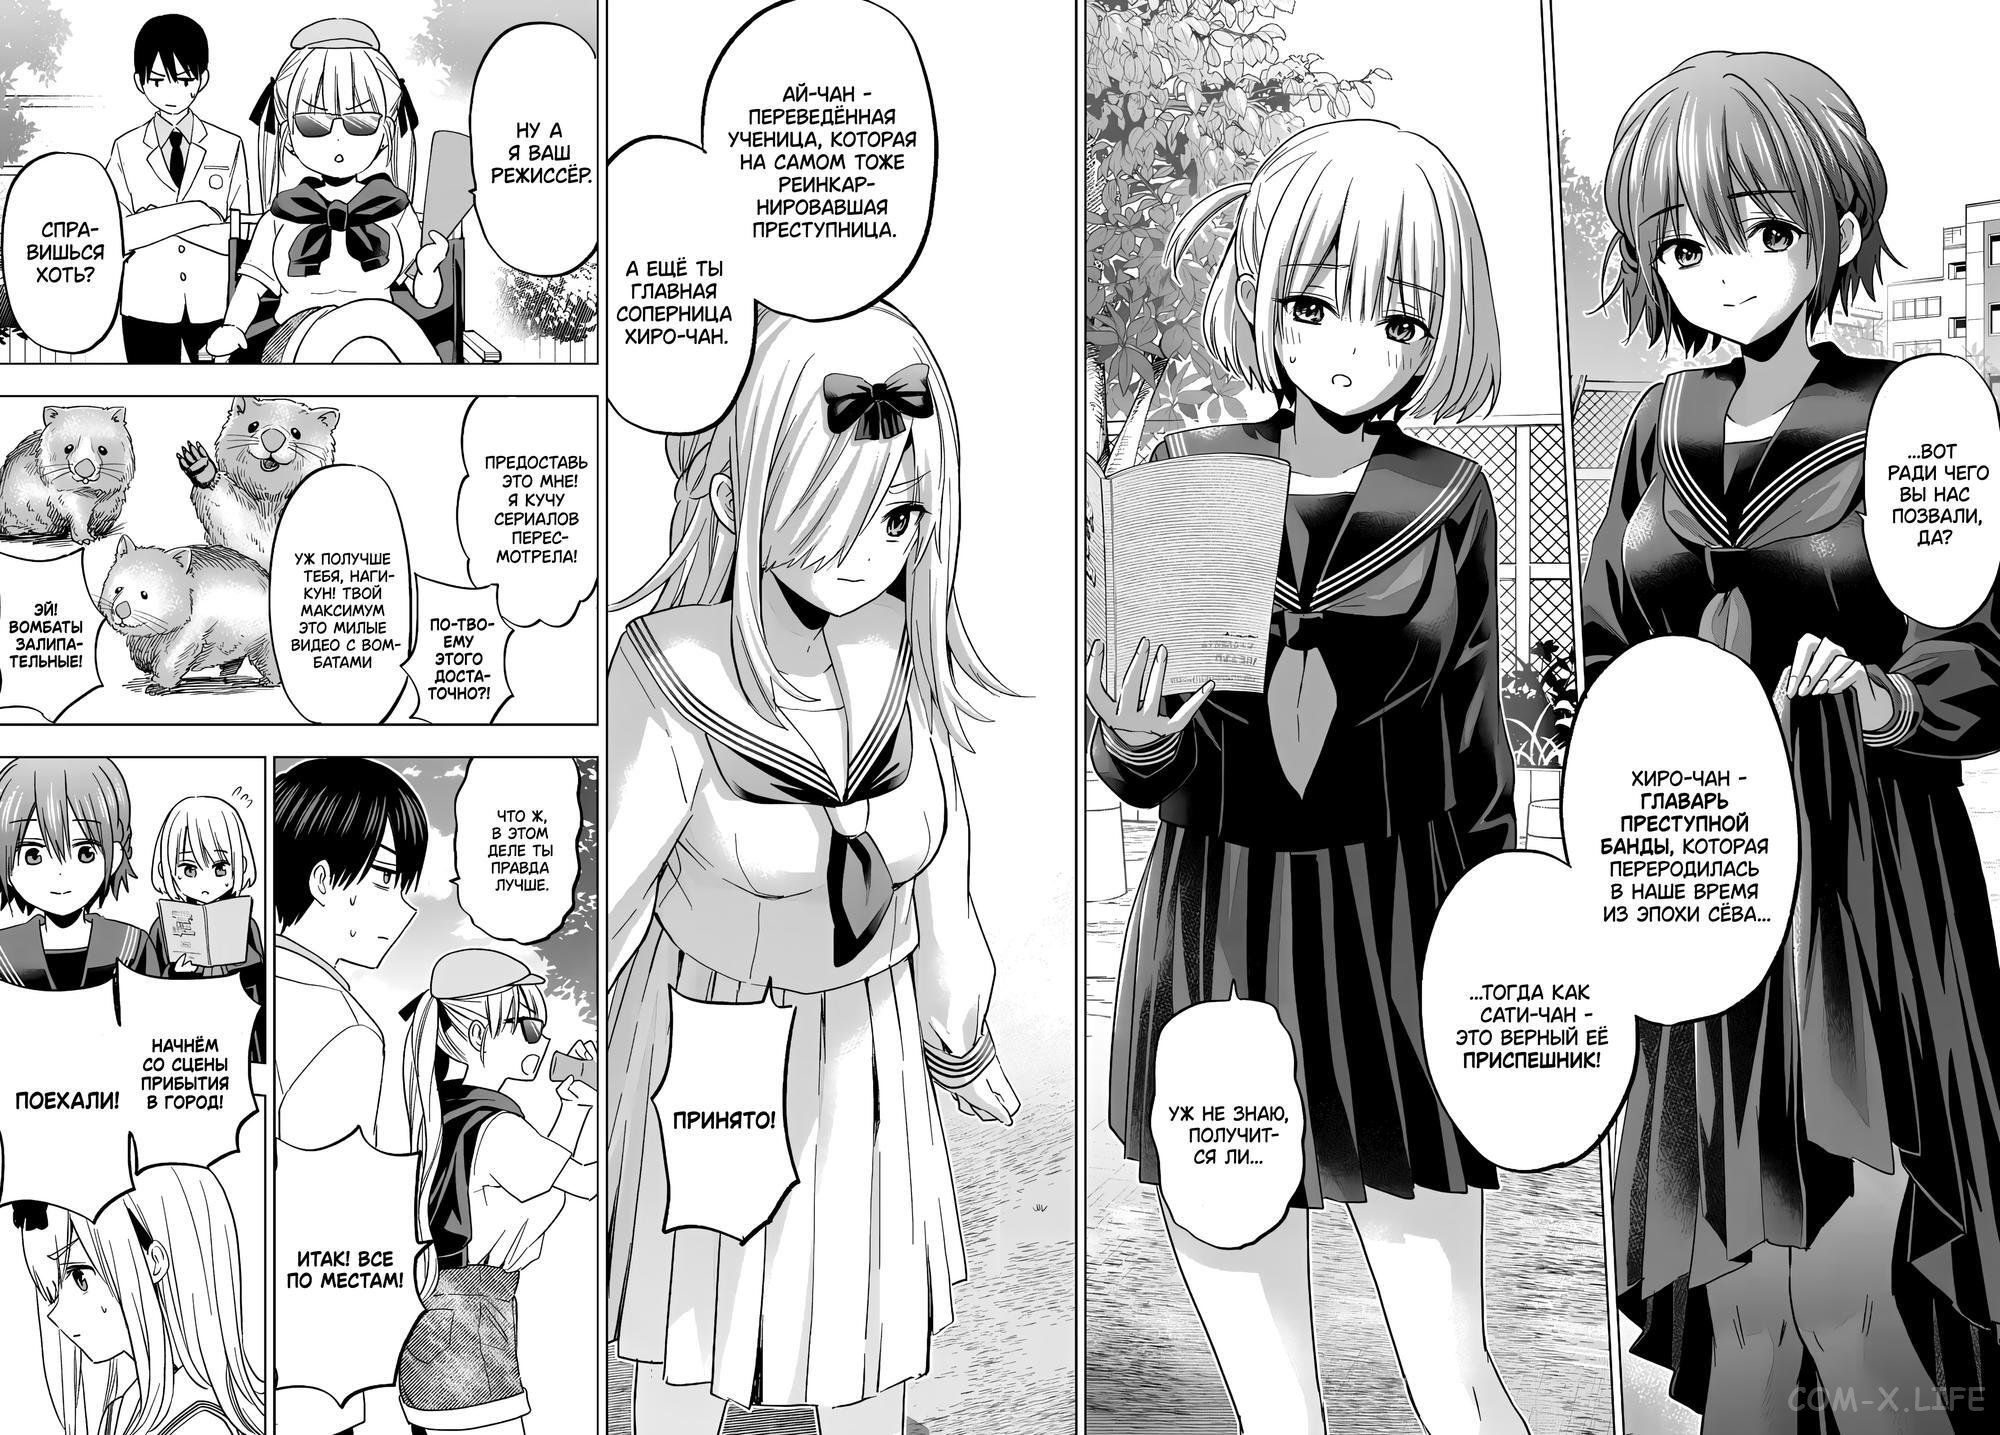 ...ВОТ
РАДИ ЧЕГО
ВЫ НАС
ПОЗВАЛИ,
ДА?
ХИРО-ЧАН -
ГЛАВАРЬ
ПРЕСТУПНОЙ
БАНДЫ, КОТОРАЯ
ПЕРЕРОДИЛАСЬ
В НАШЕ ВРЕМЯ
ИЗ ЭПОХИ СЁВА...
...ТОГДА КАК
САТИ-ЧАН -
ЭТО ВЕРНЫЙ ЕЁ
ПРИСПЕШНИК!
УЖ НЕ ЗНАЮ,
ПОЛУЧИТ-
СЯ ЛИ...
АЙ-ЧАН -
ПЕРЕВЕДЁННАЯ
УЧЕНИЦА, КОТОРАЯ
НА САМОМ ТОЖЕ
РЕИНКАР-
НИРОВАВШАЯ
ПРЕСТУПНИЦА.
А ЕЩЁ ТЫ
ГЛАВНАЯ
СОПЕРНИЦА
ХИРО-ЧАН.
ПРИНЯТО!
НУ А
Я ВАШ
РЕЖИССЁР.
СПРА-
ВИШЬСЯ
ХОТЬ?
ПРЕДОСТАВЬ
ЭТО МНЕ!
Я КУЧУ
СЕРИАЛОВ
ПЕРЕС-
МОТРЕЛА!
ПО-ТВО-
ЕМУ ЭТОГО
ДОСТА-
ТОЧНО?!
УЖ ПОЛУЧШЕ
ТЕБЯ, НАГИ-
КУН! ТВОЙ
МАКСИМУМ
ЭТО МИЛЫЕ
ВИДЕО С ВОМ-
БАТАМИ
ЭЙ!
ВОМБАТЫ
ЗАЛИПА-
ТЕЛЬНЫЕ!
ЧТО Ж,
В ЭТОМ
ДЕЛЕ ТЫ
ПРАВДА
ЛУЧШЕ.
ИТАК! ВСЕ
ПО МЕСТАМ!
НАЧНЁМ
СО СЦЕНЫ
ПРИБЫТИЯ
В ГОРОД!
ПОЕХАЛИ!
COM-X.LIFE